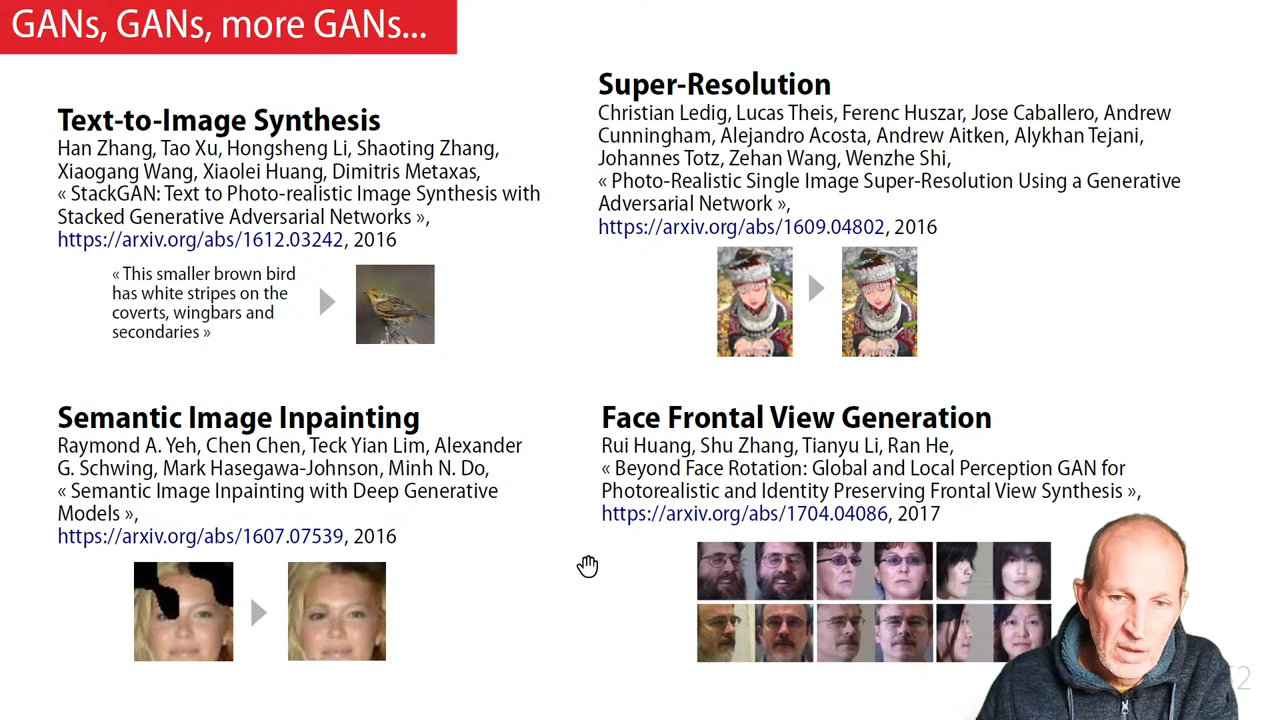 GANs, GANs, more GANs...
Text-to-Image Synthesis
Han Zhang, Tao Xu, Hongsheng Li, Shaoting Zhang,
Xiaogang Wang, Xiaolei Huang, Dimitris Metaxas,
« StackGAN: Text to Photo-realistic Image Synthesis with
Stacked Generative Adversarial Networks »,
https://arxiv.org/abs/1612.03242, 2016
« This smaller brown bird
has white stripes on the
coverts, wingbars and
secondaries »
Super-Resolution
Christian Ledig, Lucas Theis, Ferenc Huszar, Jose Caballero, Andrew
Cunningham, Alejandro Acosta, Andrew Aitken, Alykhan Tejani,
Johannes Totz, Zehan Wang, Wenzhe Shi,
« Photo-Realistic Single Image Super-Resolution Using a Generative
Adversarial Network »,
https://arxiv.org/abs/1609.04802, 2016
Semantic Image Inpainting
Raymond A. Yeh, Chen Chen, Teck Yian Lim, Alexander
G. Schwing, Mark Hasegawa-Johnson, Minh N. Do,
« Semantic Image Inpainting with Deep Generative
Models »,
https://arxiv.org/abs/1607.07539, 2016
Face Frontal View Generation
Rui Huang, Shu Zhang, Tianyu Li, Ran He,
« Beyond Face Rotation: Global and Local Perception GAN for
Photorealistic and Identity Preserving Frontal View Synthesis »,
https://arxiv.org/abs/1704.04086, 2017